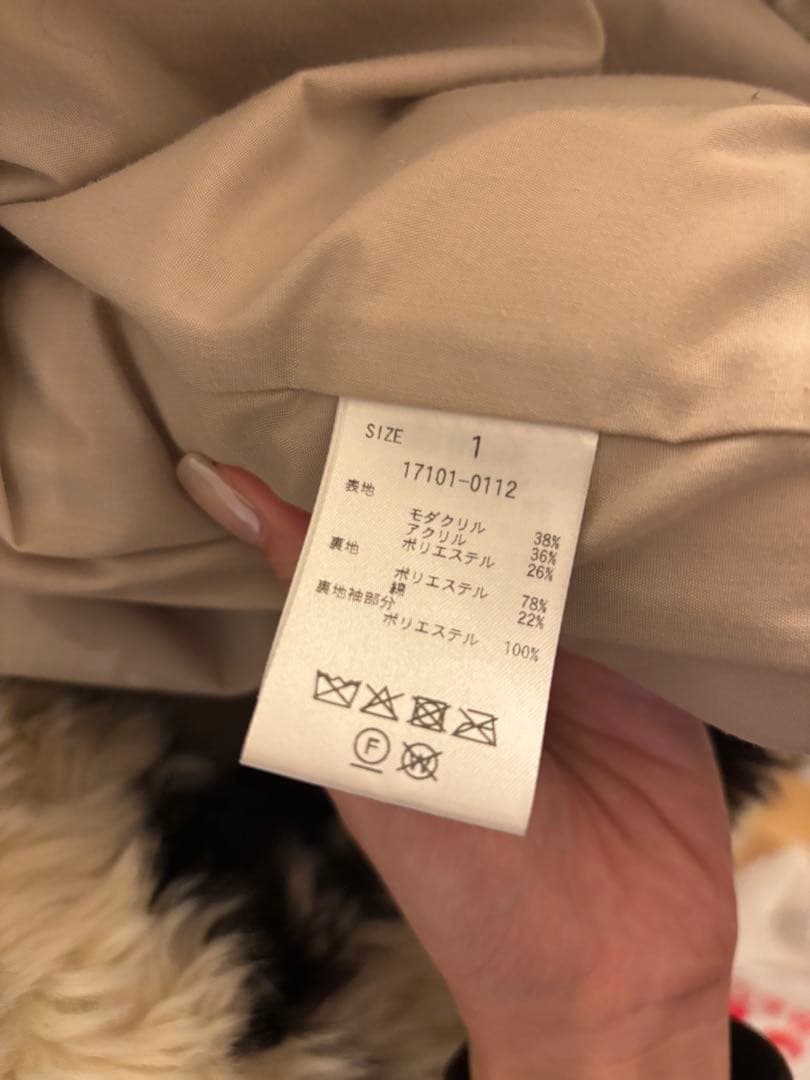 SIZE 1
17101-0112
表地
モダクリル 38%
アクリル 36%
ポリエステル 26%
裏地
ポリエステル 78%
綿 22%
裏地袖部分
ポリエステル 100%
F W